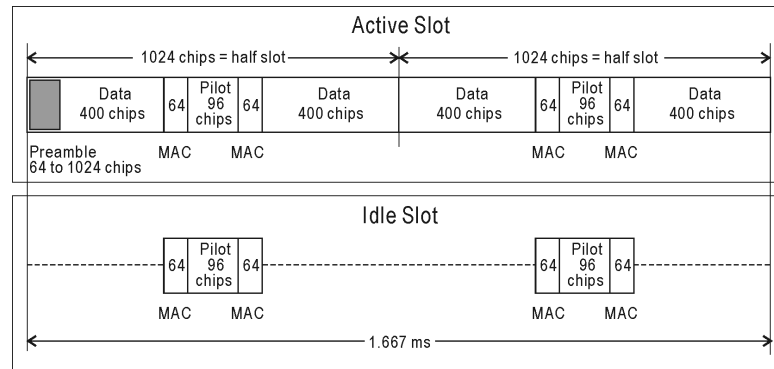 Active Slot
1024 chips = half slot
1024 chips = half slot
Data
400 chips
64
Pilot
96
chips
64
Data
400 chips
Data
400 chips
64
Pilot
96
chips
64
Data
400 chips
Preamble
64 to 1024 chips
MAC
MAC
MAC
MAC
Idle Slot
64
Pilot
96
chips
64
64
Pilot
96
chips
64
MAC
MAC
MAC
MAC
1.667 ms